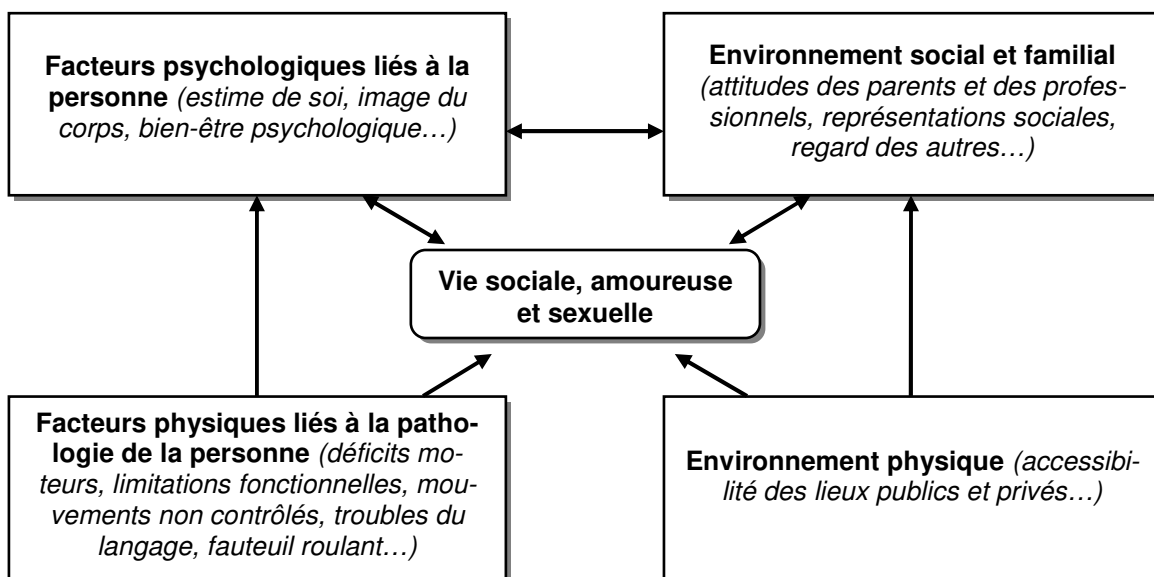 Facteurs psychologiques liés à la
personne (estime de soi, image du
corps, bien-être psychologique…)
Environnement social et familial
(attitudes des parents et des profes-
sionnels, représentations sociales,
regard des autres…)
Vie sociale, amoureuse
et sexuelle
Facteurs physiques liés à la patho-
logie de la personne (déficits mo-
teurs, limitations fonctionnelles, mou-
vements non contrôlés, troubles du
langage, fauteuil roulant…)
Environnement physique (accessibi-
lité des lieux publics et privés…)